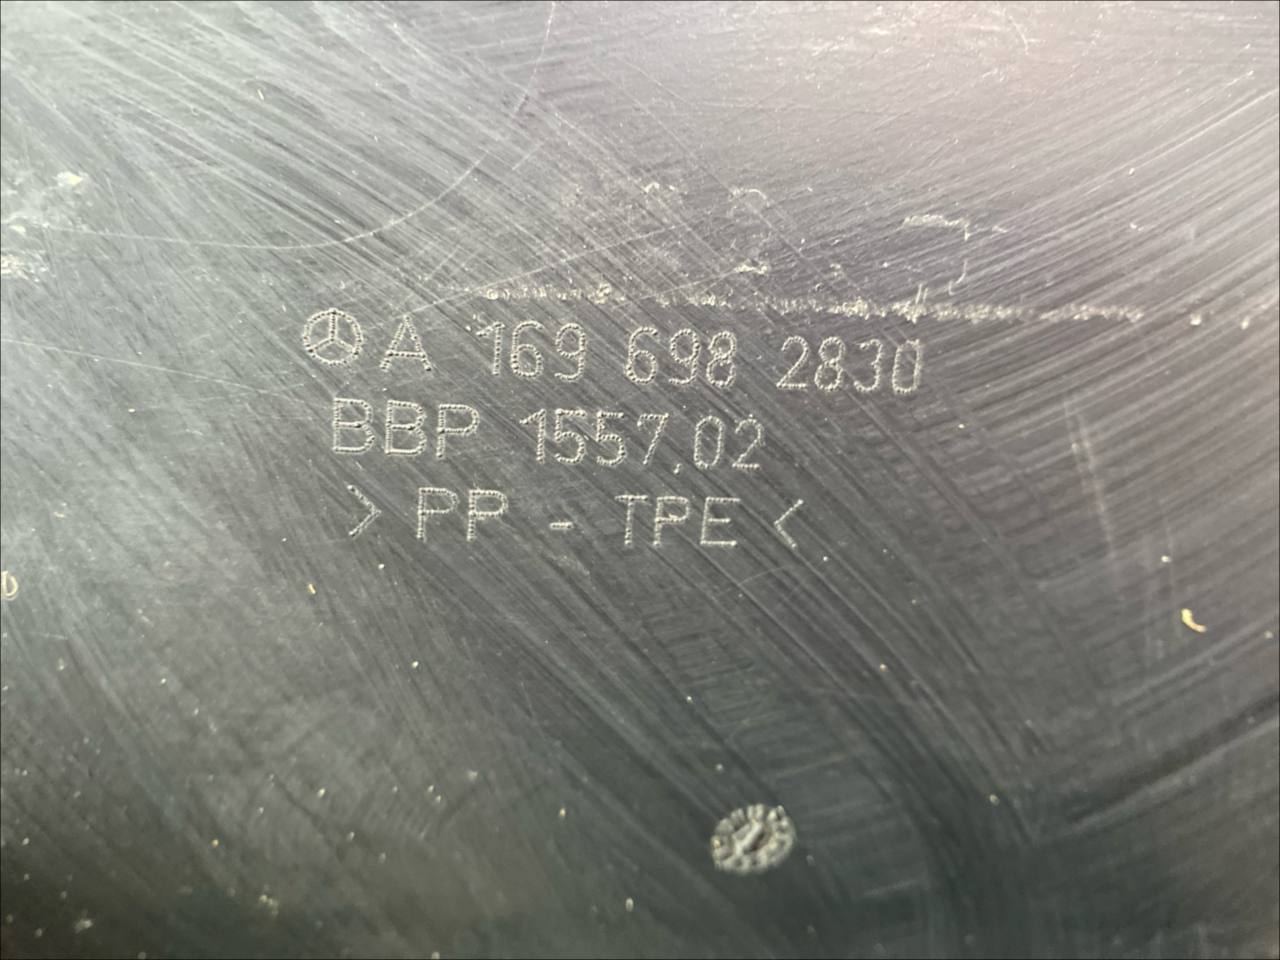 A 169 698 2830
BBP 1557.02
> PP - TPE <